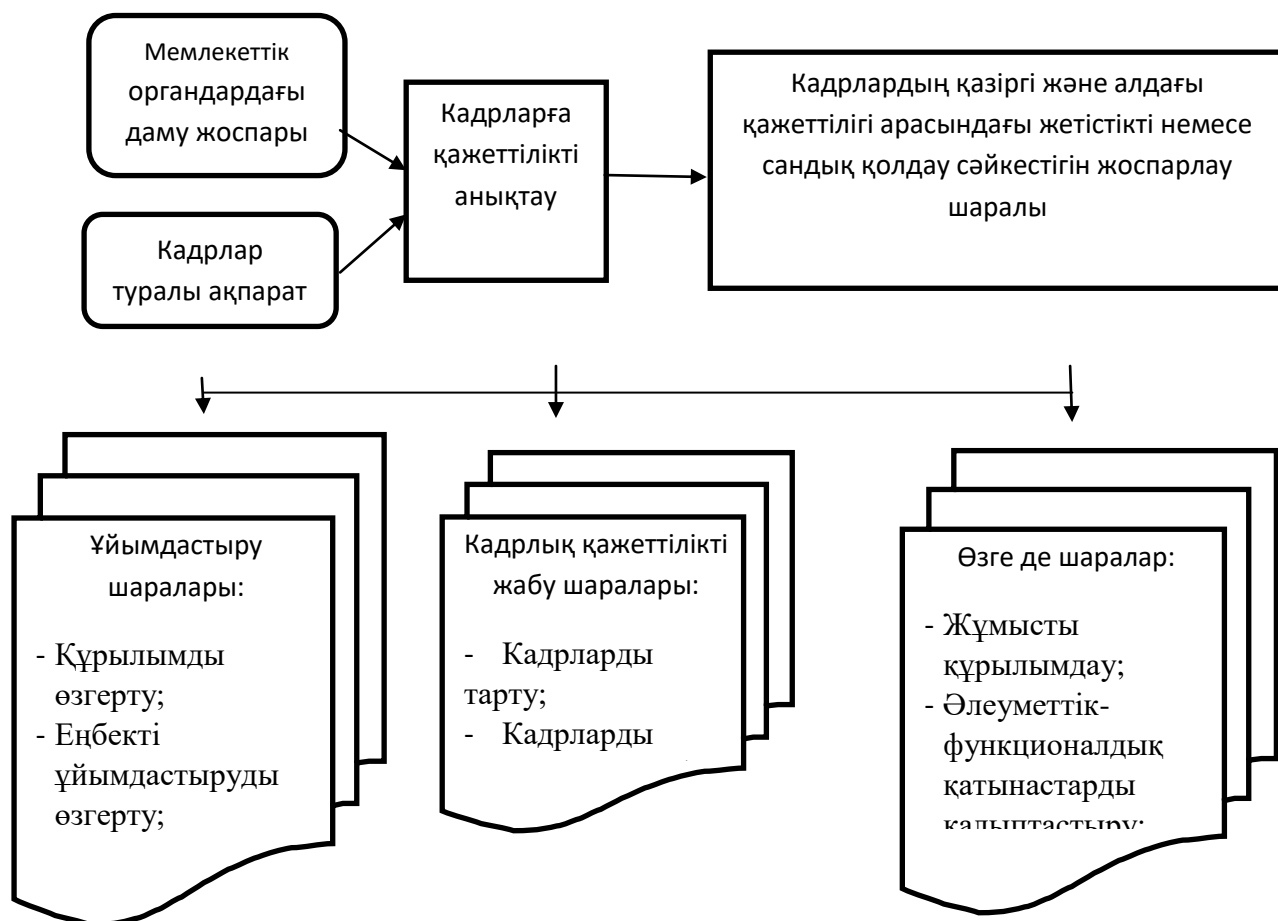 Мемлекеттік
органдардағы
даму жоспары
Кадрлар
туралы ақпарат
Кадрларға
қажеттілікті
анықтау
Кадрлардың қазіргі және алдағы
қажеттілігі арасындағы жетістікті немесе
сандық қолдау сәйкестігін жоспарлау
шаралы
Ұйымдастыру
шаралары:
- Құрылымды
өзгерту;
- Еңбекті
ұйымдастыруды
өзгерту;
Кадрлық қажеттілікті
жабу шаралары:
- Кадрларды
тарту;
- Кадрларды
Өзге де шаралар:
- Жұмысты
құрылымдау;
- Әлеуметтік-
функционалдық
қатынастарды
қалыптастыру;